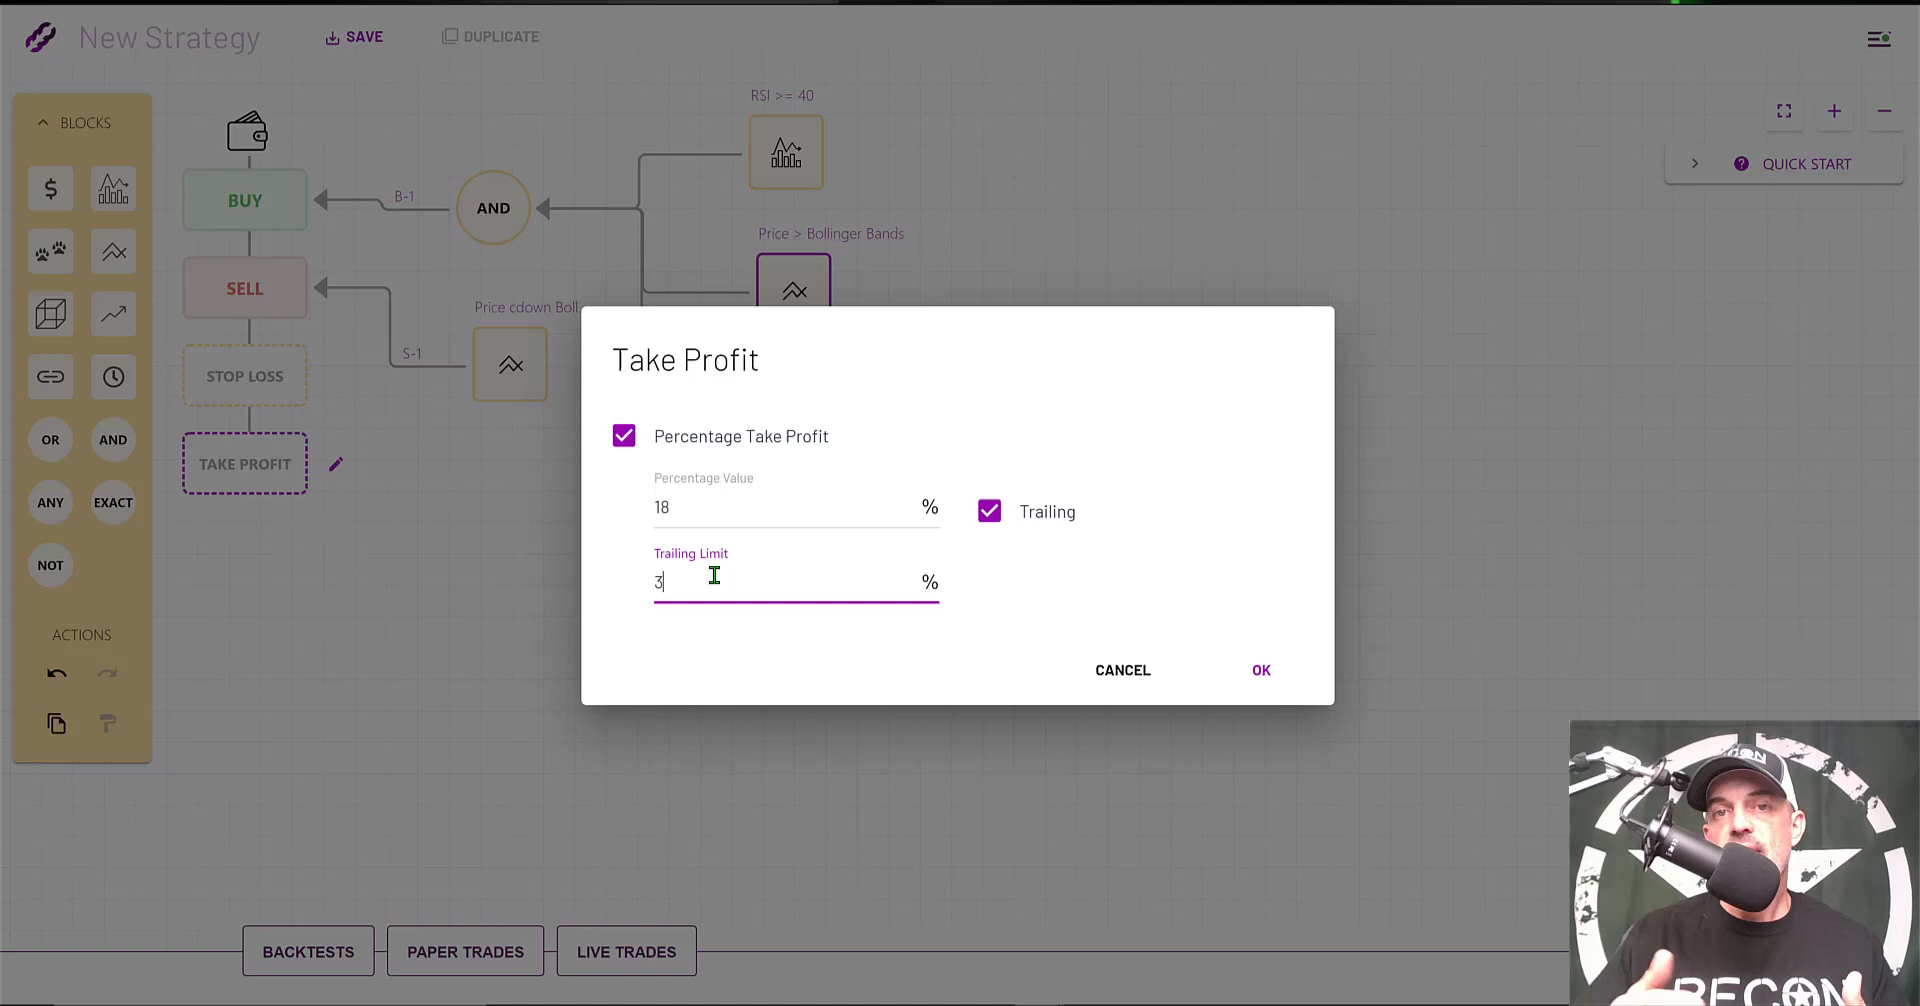 New Strategy
SAVE
DUPLICATE
BLOCKS
$
OR
AND
ANY
EXACT
NOT
ACTIONS
BUY
SELL
STOP LOSS
TAKE PROFIT
B-1
S-1
AND
RSI >= 40
Price > Bollinger Bands
Price cdown Boll
QUICK START
Take Profit
Percentage Take Profit
Percentage Value
18 %
Trailing
Trailing Limit
3 %
CANCEL
OK
BACKTESTS
PAPER TRADES
LIVE TRADES
RECON
RECON